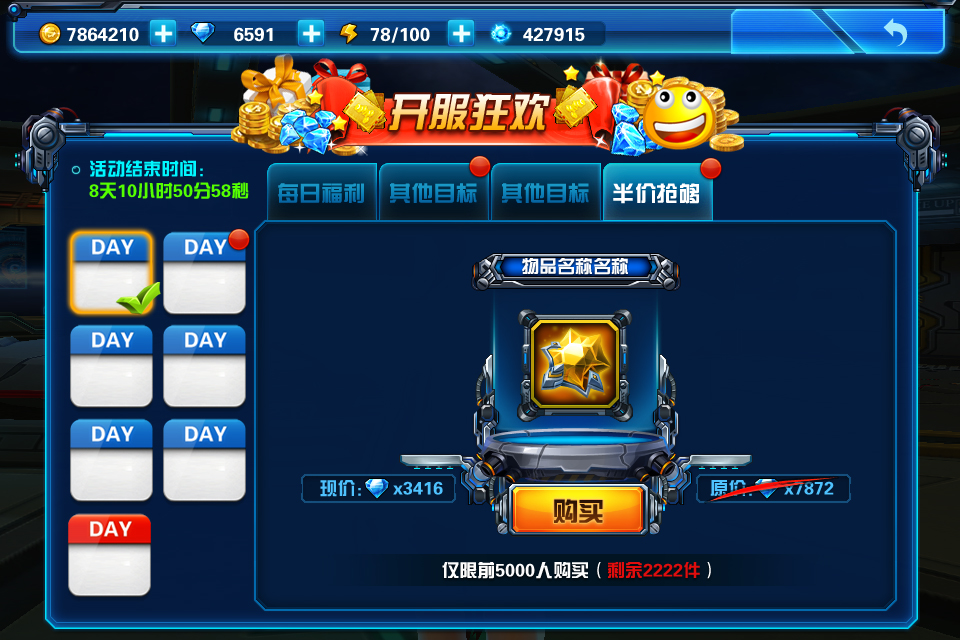 7864210 6591 78/100 427915
开服狂欢
活动结束时间:
8天10小时50分58秒
每日福利 其他目标 其他目标 半价抢够
DAY DAY
DAY DAY
DAY DAY
DAY
物品名称名称
现价: x3416
原价: x7872
购买
仅限前5000人购买(剩余2222件)